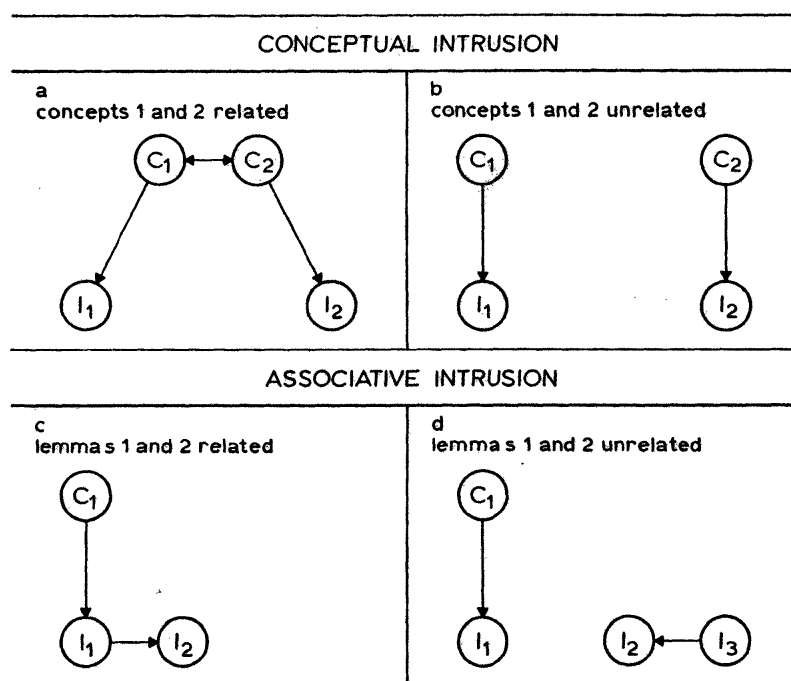 CONCEPTUAL INTRUSION
a
concepts 1 and 2 related
C1 C2
l1 l2
b
concepts 1 and 2 unrelated
C1 C2
l1 l2
ASSOCIATIVE INTRUSION
c
lemmas 1 and 2 related
C1
l1 l2
d
lemmas 1 and 2 unrelated
C1
l1 l2 l3